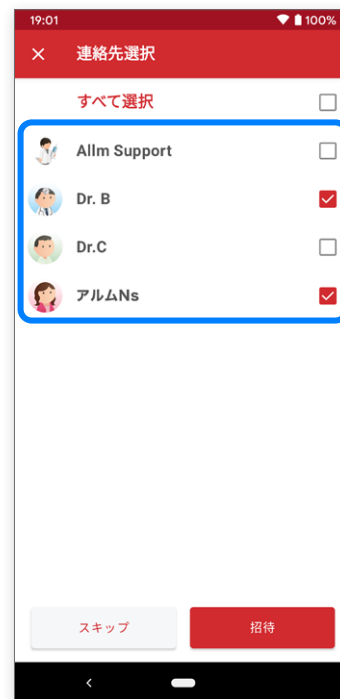 19:01 100%
連絡先選択
すべて選択
Allm Support
Dr. B
Dr.C
アルムNs
スキップ 招待